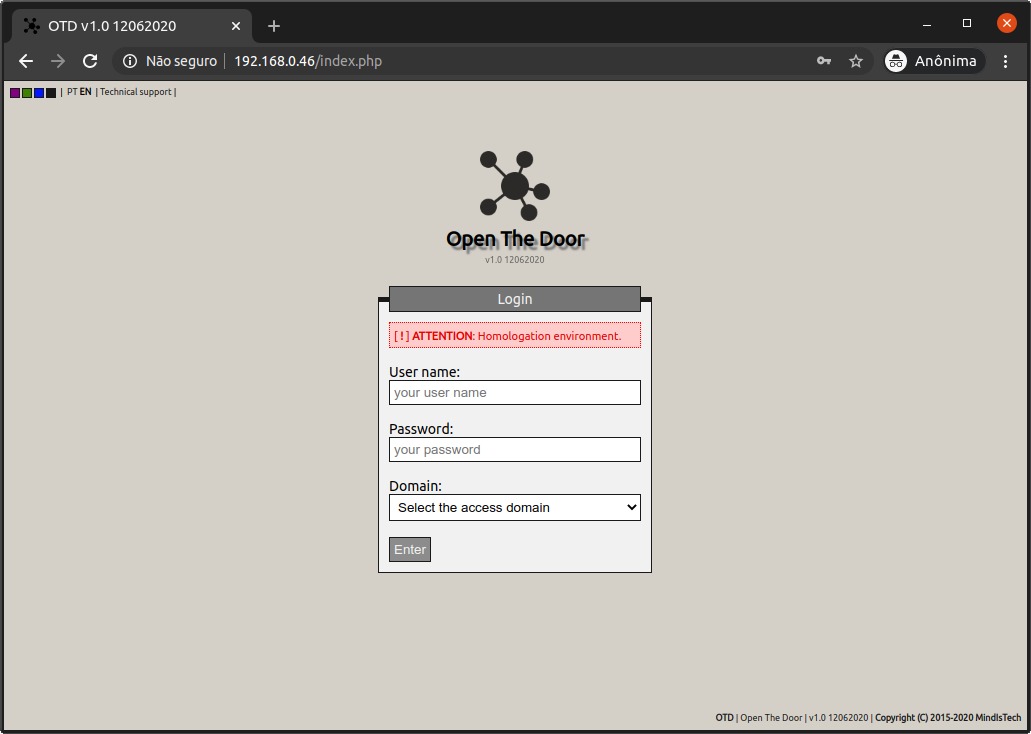 OTD v1.0 12062020
Não seguro | 192.168.0.46/index.php
Anônima
| PT EN | Technical support |
Open The Door
v1.0 12062020
Login
[ ! ] ATTENTION: Homologation environment.
User name:
your user name
Password:
your password
Domain:
Select the access domain
Enter
OTD | Open The Door | v1.0 12062020 | Copyright (C) 2015-2020 MindIsTech